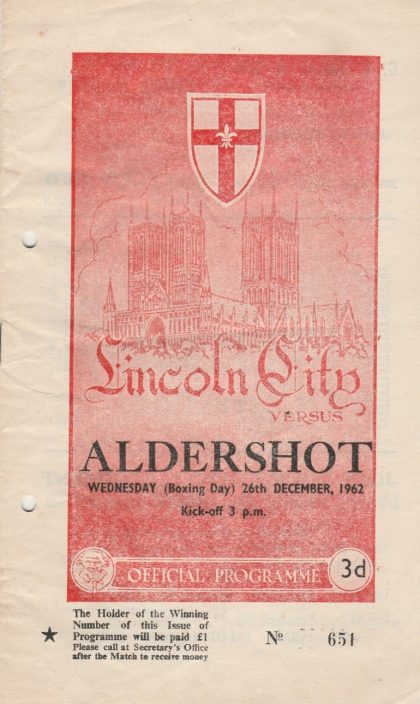 Lincoln City
VERSUS
ALDERSHOT
WEDNESDAY (Boxing Day) 26th DECEMBER, 1962
Kick-off 3 p.m.
OFFICIAL PROGRAMME 3d
The Holder of the Winning
Number of this Issue of
★ Programme will be paid £1
Please call at Secretary's Office
after the Match to receive money
Nº 651